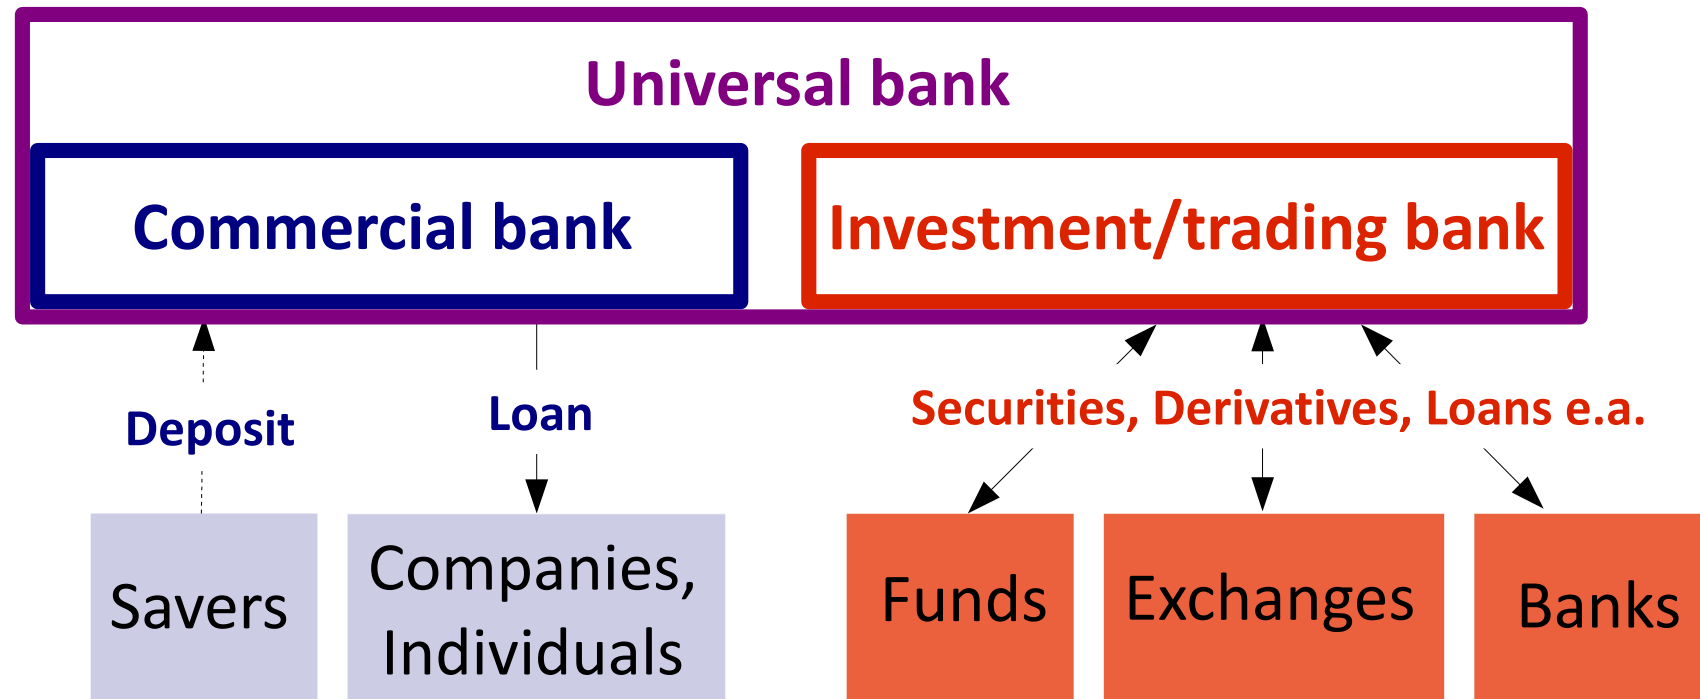 Universal bank
Commercial bank
Investment/trading bank
Deposit
Loan
Securities, Derivatives, Loans e.a.
Savers
Companies,
Individuals
Funds
Exchanges
Banks